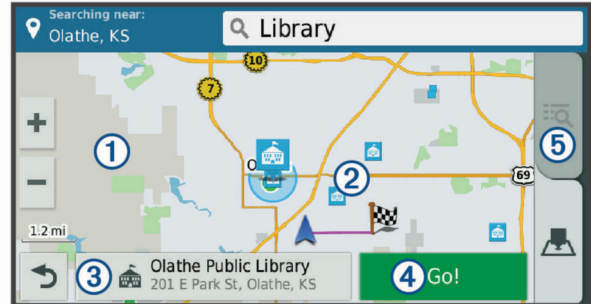 Searching near:
Olathe, KS
Library
10
7
1
5
O
2
69
1.2 mi
3
Olathe Public Library
201 E Park St, Olathe, KS
4
Go!